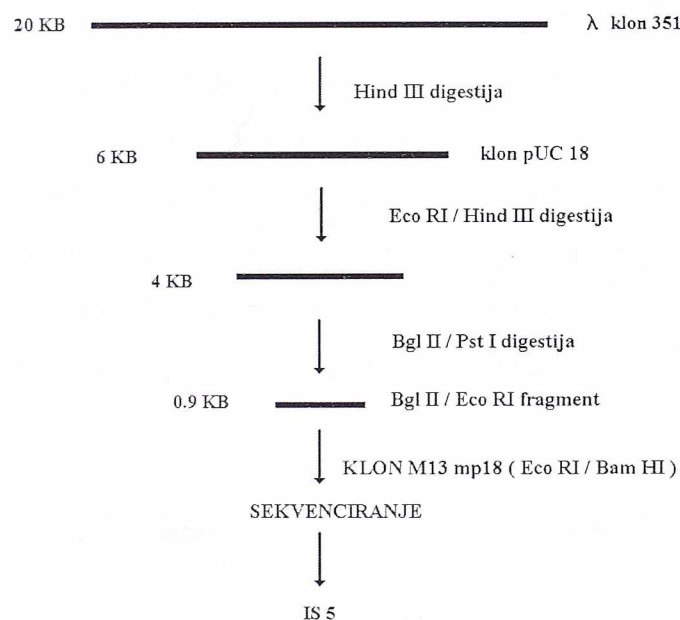 20 KB λ klon 351
Hind III digestija
6 KB klon pUC 18
Eco RI / Hind III digestija
4 KB
Bgl II / Pst I digestija
0.9 KB Bgl II / Eco RI fragment
KLON M13 mp18 ( Eco RI / Bam HI )
SEKVENCIRANJE
IS 5